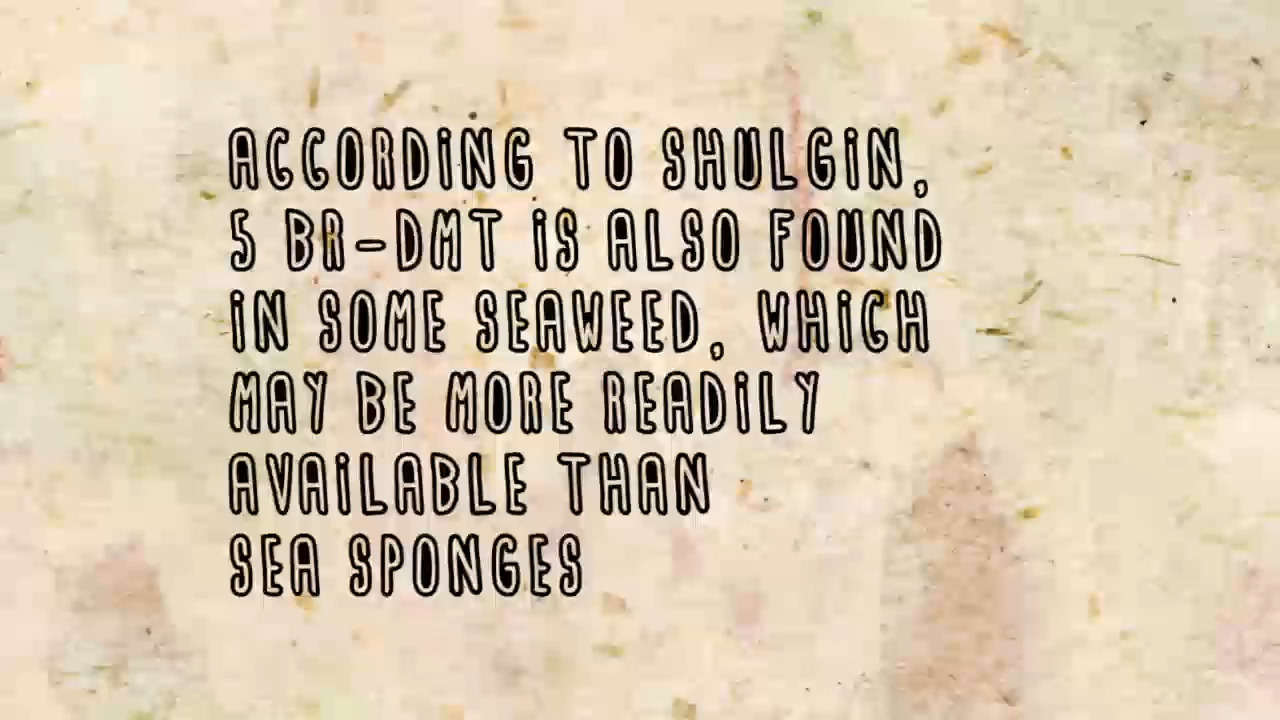 ACCORDiNG TO SHULGiN,
5 BR-DMT iS ALSO FOUND
iN SOME SEAWEED, WHiCH
MAY BE MORE READiLY
AVAiLABLE THAN
SEA SPONGES